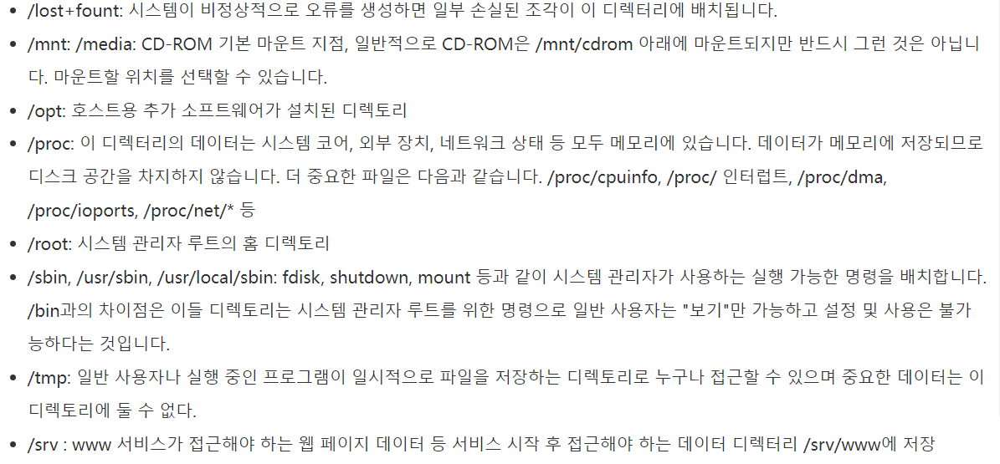 • /lost+fount: 시스템이 비정상적으로 오류를 생성하면 일부 손실된 조각이 이 디렉터리에 배치됩니다.
• /mnt: /media: CD-ROM 기본 마운트 지점, 일반적으로 CD-ROM은 /mnt/cdrom 아래에 마운트되지만 반드시 그런 것은 아닙니
다. 마운트할 위치를 선택할 수 있습니다.
• /opt: 호스트용 추가 소프트웨어가 설치된 디렉토리
• /proc: 이 디렉터리의 데이터는 시스템 코어, 외부 장치, 네트워크 상태 등 모두 메모리에 있습니다. 데이터가 메모리에 저장되므로
디스크 공간을 차지하지 않습니다. 더 중요한 파일은 다음과 같습니다. /proc/cpuinfo, /proc/ 인터럽트, /proc/dma,
/proc/ioports, /proc/net/* 등
• /root: 시스템 관리자 루트의 홈 디렉토리
• /sbin, /usr/sbin, /usr/local/sbin: fdisk, shutdown, mount 등과 같이 시스템 관리자가 사용하는 실행 가능한 명령을 배치합니다.
/bin과의 차이점은 이들 디렉토리는 시스템 관리자 루트를 위한 명령으로 일반 사용자는 "보기"만 가능하고 설정 및 사용은 불가
능하다는 것입니다.
• /tmp: 일반 사용자나 실행 중인 프로그램이 일시적으로 파일을 저장하는 디렉토리로 누구나 접근할 수 있으며 중요한 데이터는 이
디렉토리에 둘 수 없다.
• /srv : www 서비스가 접근해야 하는 웹 페이지 데이터 등 서비스 시작 후 접근해야 하는 데이터 디렉터리 /srv/www에 저장